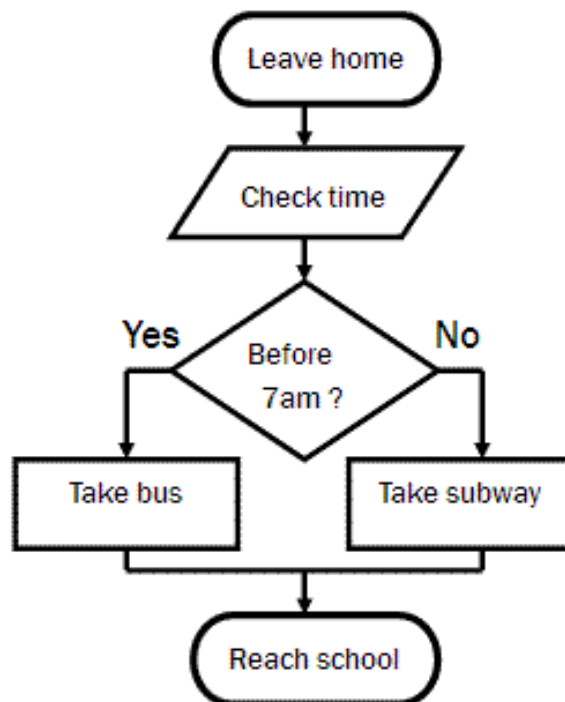 Leave home
Check time
Yes
No
Before
7am ?
Take bus
Take subway
Reach school